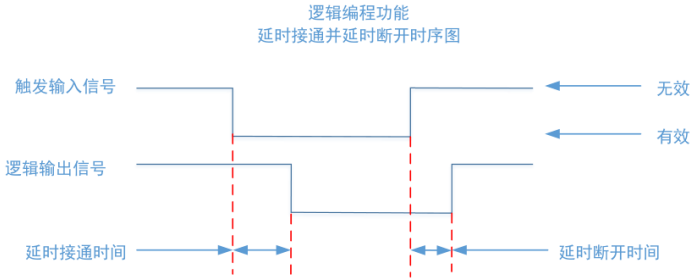 逻辑编程功能
延时接通并延时断开时序图
触发输入信号
无效
有效
逻辑输出信号
延时接通时间
延时断开时间